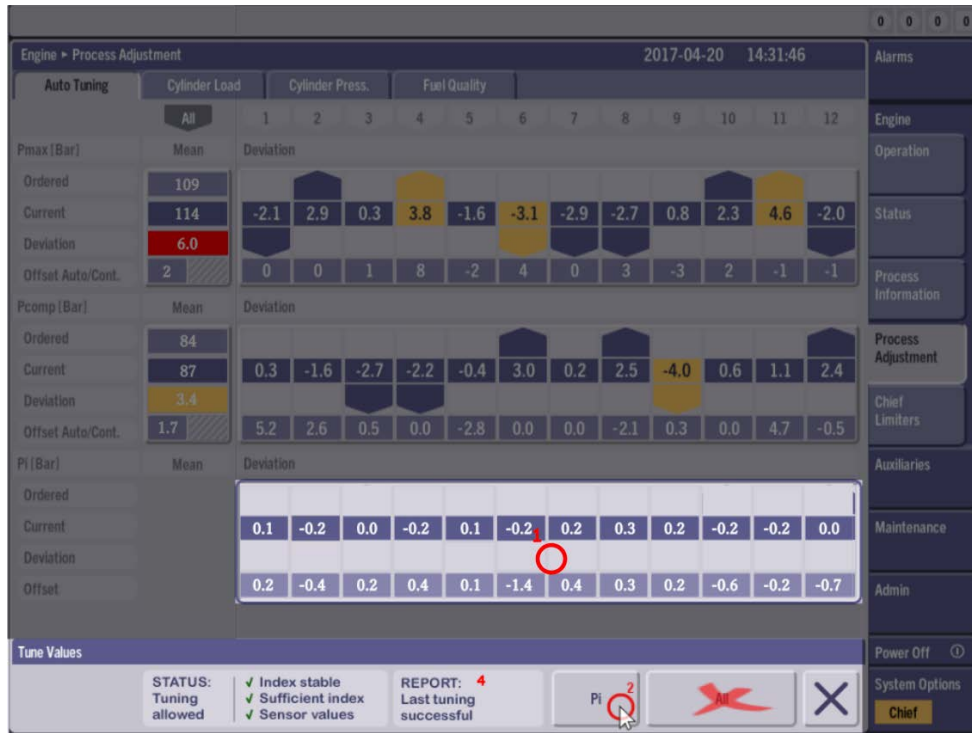 0 0 0 0
Engine ▸ Process Adjustment 2017-04-20 14:31:46 Alarms
Auto Tuning Cylinder Load Cylinder Press. Fuel Quality
All 1 2 3 4 5 6 7 8 9 10 11 12 Engine
Pmax [Bar] Mean Deviation Operation
Ordered 109
Current 114 -2.1 2.9 0.3 3.8 -1.6 -3.1 -2.9 -2.7 0.8 2.3 4.6 -2.0 Status
Deviation 6.0
Offset Auto/Cont. 2 0 0 1 8 -2 4 0 3 -3 2 -1 -1 Process
Information
Pcomp [Bar] Mean Deviation
Ordered 84 Process
Adjustment
Current 87 0.3 -1.6 -2.7 -2.2 -0.4 3.0 0.2 2.5 -4.0 0.6 1.1 2.4
Deviation 3.4 Chief
Limiters
Offset Auto/Cont. 1.7 5.2 2.6 0.5 0.0 -2.8 0.0 0.0 -2.1 0.3 0.0 4.7 -0.5
Pi [Bar] Mean Deviation Auxiliaries
Ordered
Current 0.1 -0.2 0.0 -0.2 0.1 -0.2 0.2 0.3 0.2 -0.2 -0.2 0.0 Maintenance
1
Deviation
Offset 0.2 -0.4 0.2 0.4 0.1 -1.4 0.4 0.3 0.2 -0.6 -0.2 -0.7 Admin
Tune Values Power Off
STATUS: √ Index stable REPORT: 4 System Options
Tuning √ Sufficient index Last tuning Pi 2 All
allowed √ Sensor values successful Chief